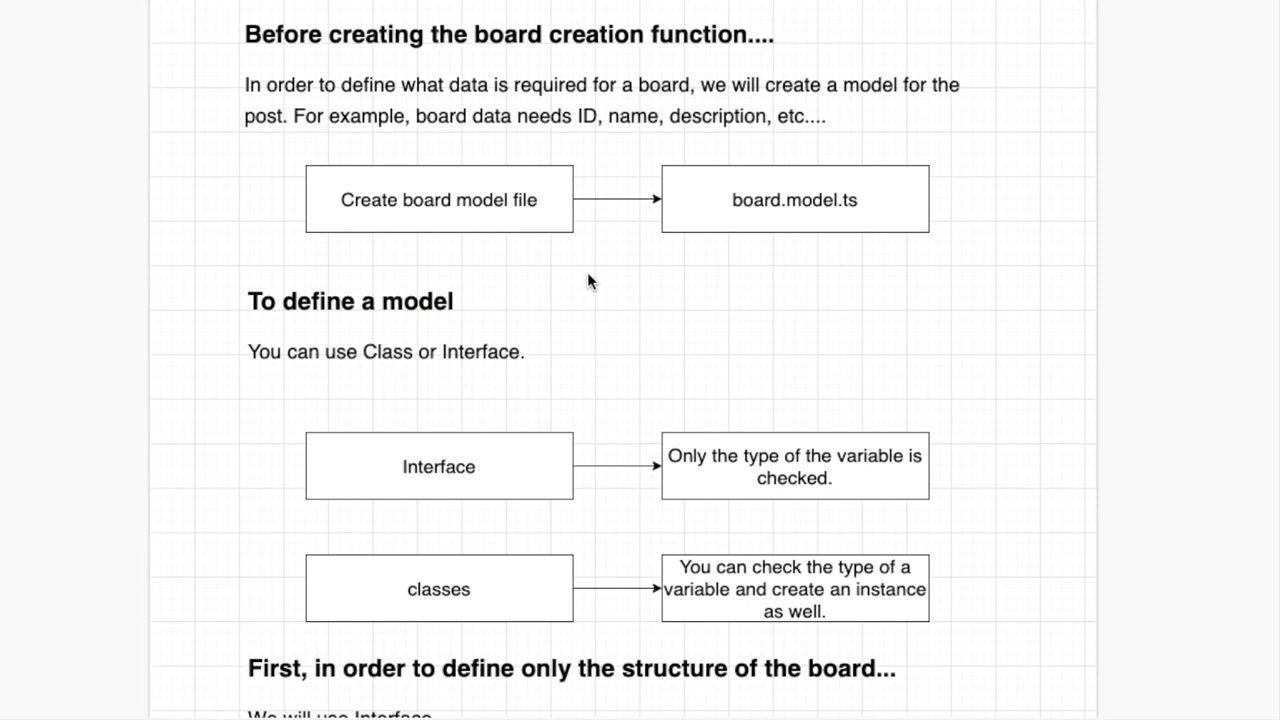 Before creating the board creation function....
In order to define what data is required for a board, we will create a model for the
post. For example, board data needs ID, name, description, etc....
Create board model file
board.model.ts
To define a model
You can use Class or Interface.
Interface
Only the type of the variable is
checked.
classes
You can check the type of a
variable and create an instance
as well.
First, in order to define only the structure of the board...
We will use Interface